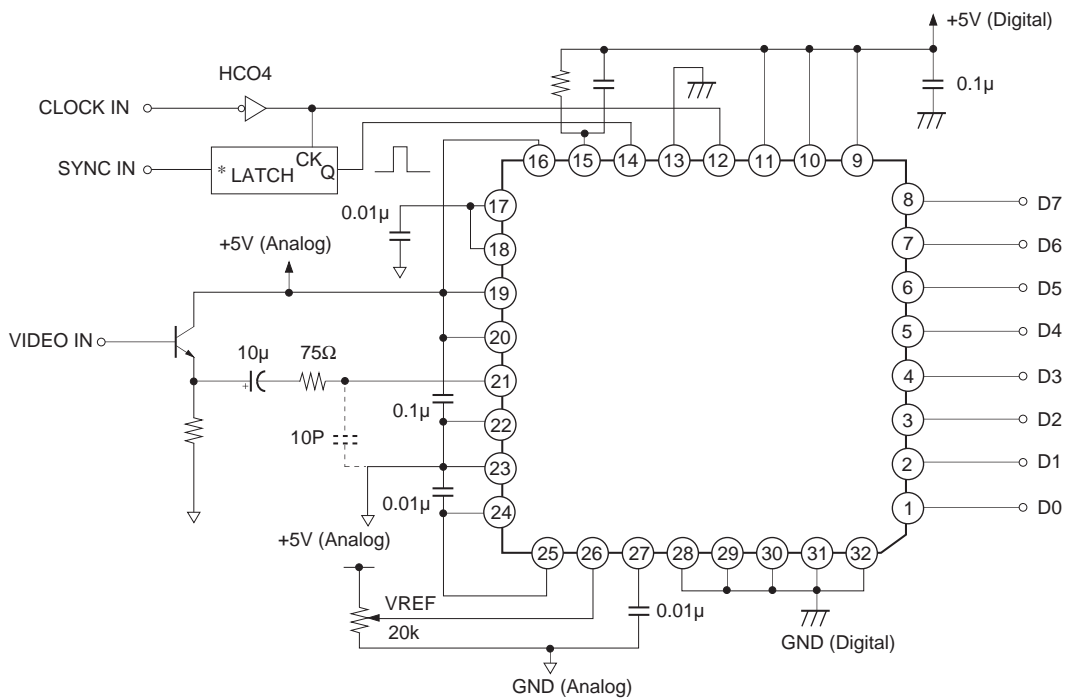 +5V (Digital)
HCO4
0.1µ
CLOCK IN
SYNC IN
* LATCH CK Q
16 15 14 13 12 11 10 9
17
8
D7
0.01µ
18
7
D6
+5V (Analog)
19
6
D5
20
5
D4
VIDEO IN
10µ
+
75Ω
21
4
D3
0.1µ
22
3
D2
10P
23
2
D1
0.01µ
24
1
D0
+5V (Analog)
25 26 27 28 29 30 31 32
VREF
20k
0.01µ
GND (Digital)
GND (Analog)